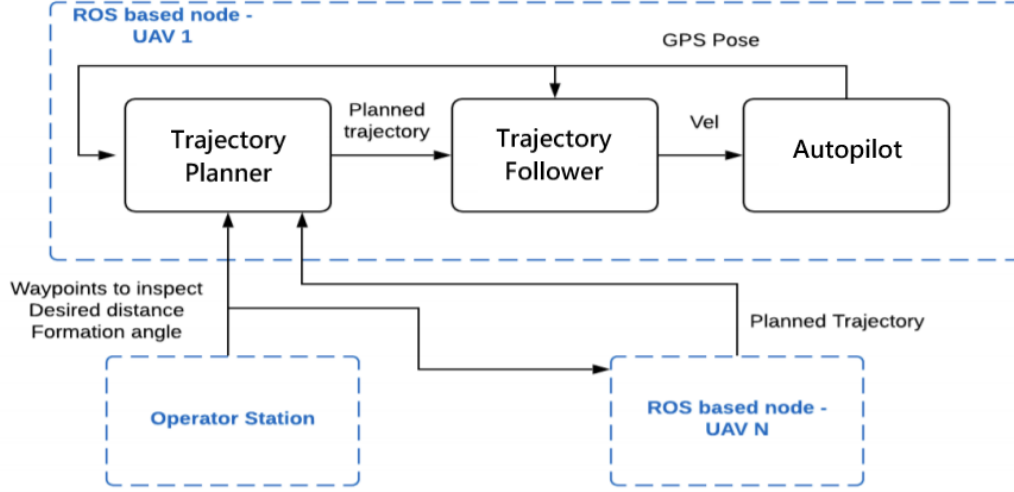 ROS based node -
UAV 1
GPS Pose
Trajectory
Planner
Planned
trajectory
Trajectory
Follower
Vel
Autopilot
Waypoints to inspect
Desired distance
Formation angle
Planned Trajectory
Operator Station
ROS based node -
UAV N